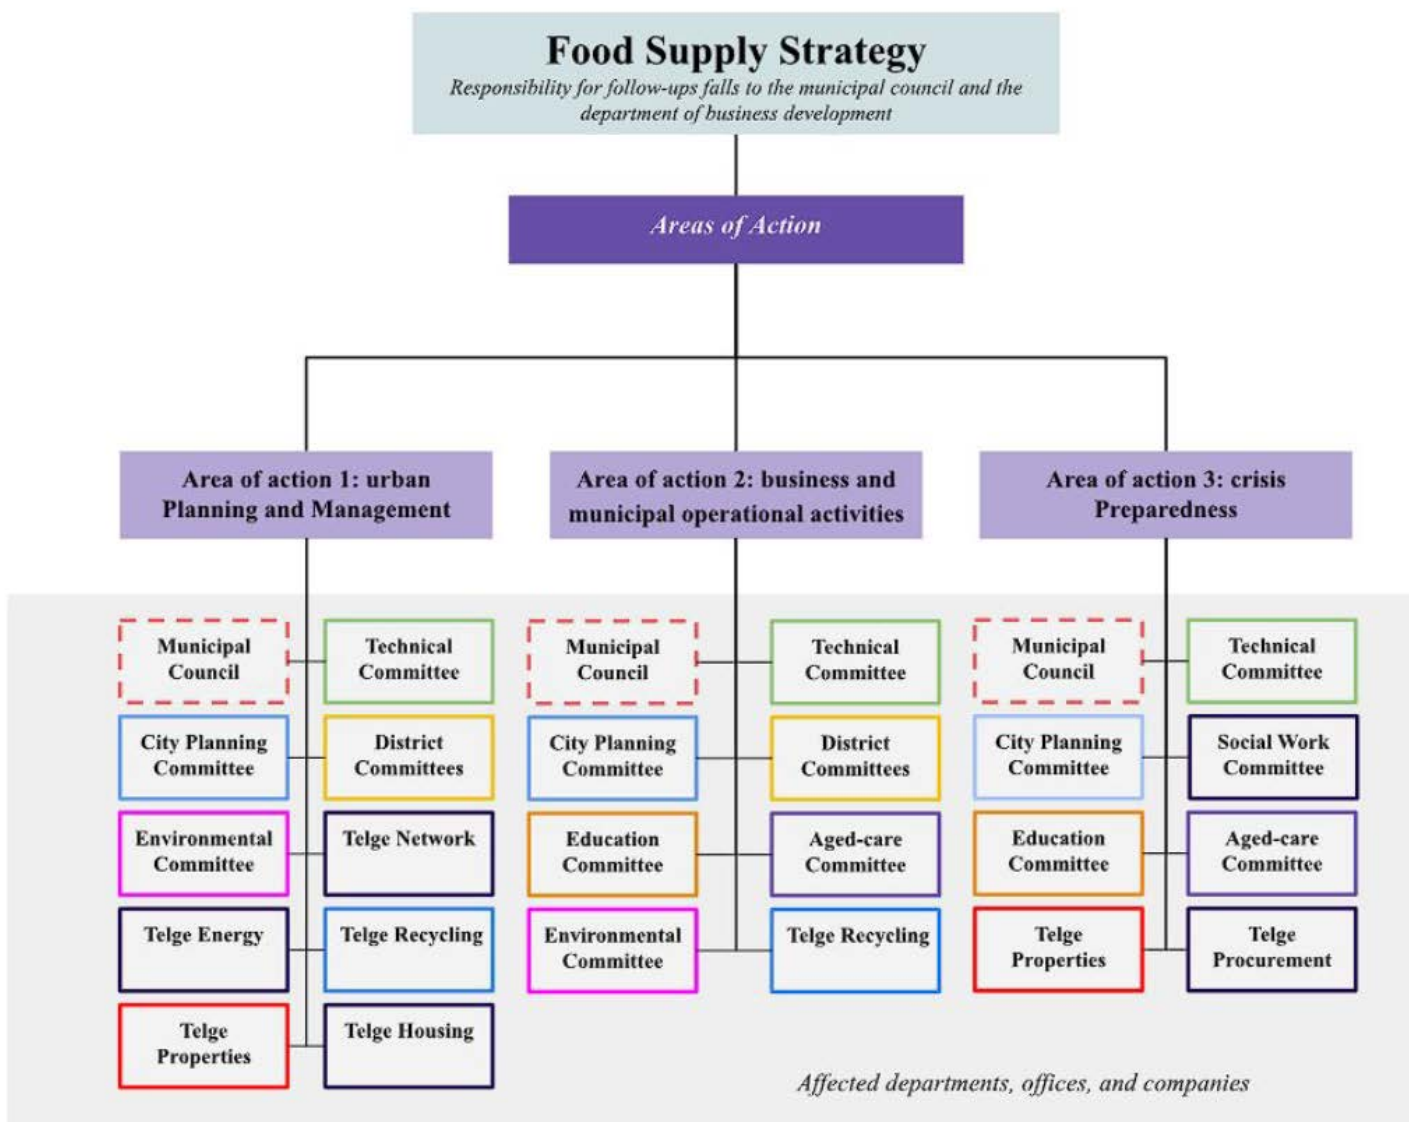 Food Supply Strategy
Responsibility for follow-ups falls to the municipal council and the
department of business development
Areas of Action
Area of action 1: urban
Planning and Management
Area of action 2: business and
municipal operational activities
Area of action 3: crisis
Preparedness
Municipal
Council
Technical
Committee
City Planning
Committee
District
Committees
Environmental
Committee
Telge Network
Telge Energy
Telge Recycling
Telge
Properties
Telge Housing
Municipal
Council
Technical
Committee
City Planning
Committee
District
Committees
Education
Committee
Aged-care
Committee
Environmental
Committee
Telge Recycling
Municipal
Council
Technical
Committee
City Planning
Committee
Social Work
Committee
Education
Committee
Aged-care
Committee
Telge
Properties
Telge
Procurement
Affected departments, offices, and companies